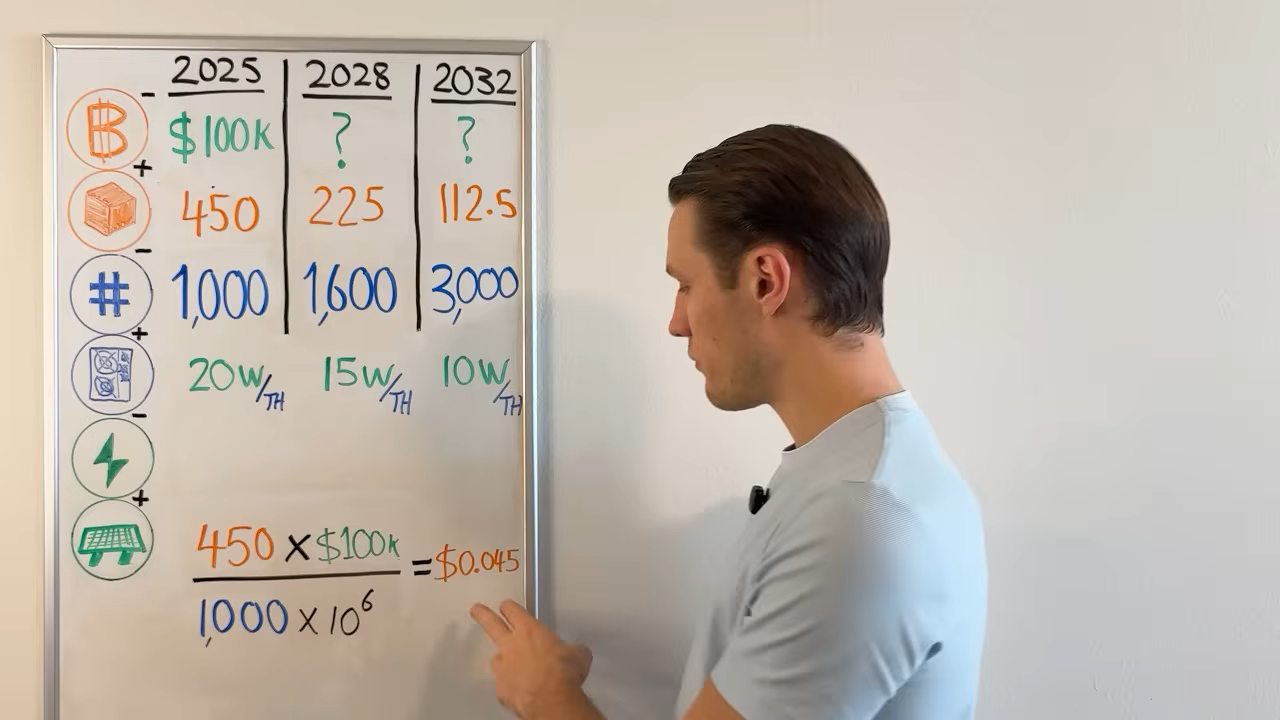 2025 2028 2032
₿ $100K ? ?
450 225 112.5
# 1,000 1,600 3,000
20W/TH 15W/TH 10W/TH
450 x $100K
= $0.045
1,000 x 10⁶